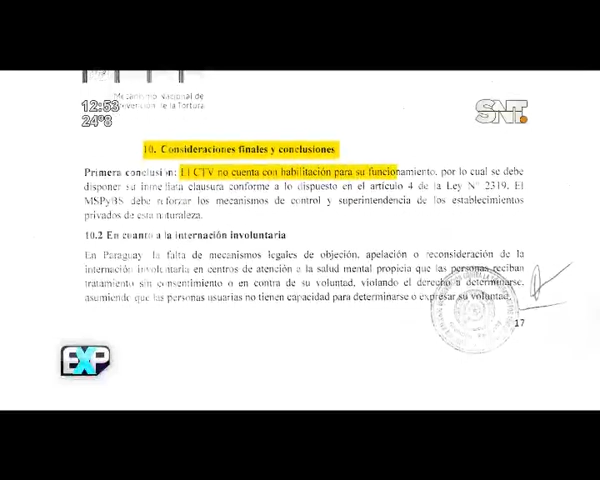 Mecanismo Nacional de
Prevención de la Tortura
12:53
24º8
SNT.
10. Consideraciones finales y conclusiones
Primera conclusión: El CTV no cuenta con habilitación para su funcionamiento, por lo cual se debe
disponer su inmediata clausura conforme a lo dispuesto en el artículo 4 de la Ley N° 2319. El
MSPyBS debe reforzar los mecanismos de control y superintendencia de los establecimientos
privados de esta naturaleza.
10.2 En cuanto a la internación involuntaria
En Paraguay la falta de mecanismos legales de objeción, apelación o reconsideración de la
internación involuntaria en centros de atención a la salud mental propicia que las personas reciban
tratamiento sin consentimiento o en contra de su voluntad, violando el derecho a determinarse,
asumiendo que las personas usuarias no tienen capacidad para determinarse o expresar su voluntad.
17
EXP